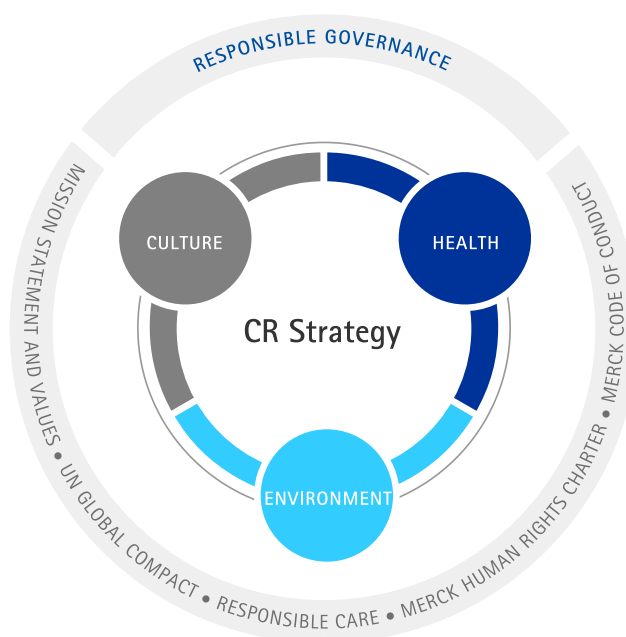 RESPONSIBLE GOVERNANCE
CULTURE
HEALTH
CR Strategy
ENVIRONMENT
MISSION STATEMENT AND VALUES • UN GLOBAL COMPACT • RESPONSIBLE CARE • MERCK HUMAN RIGHTS CHARTER • MERCK CODE OF CONDUCT